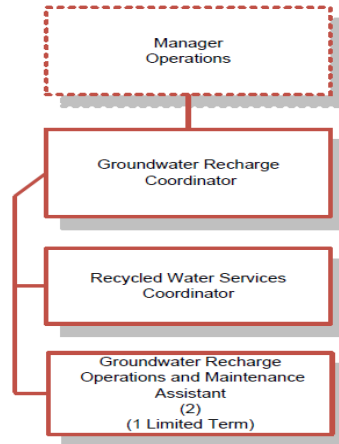 Manager
Operations
Groundwater Recharge
Coordinator
Recycled Water Services
Coordinator
Groundwater Recharge
Operations and Maintenance
Assistant
(2)
(1 Limited Term)